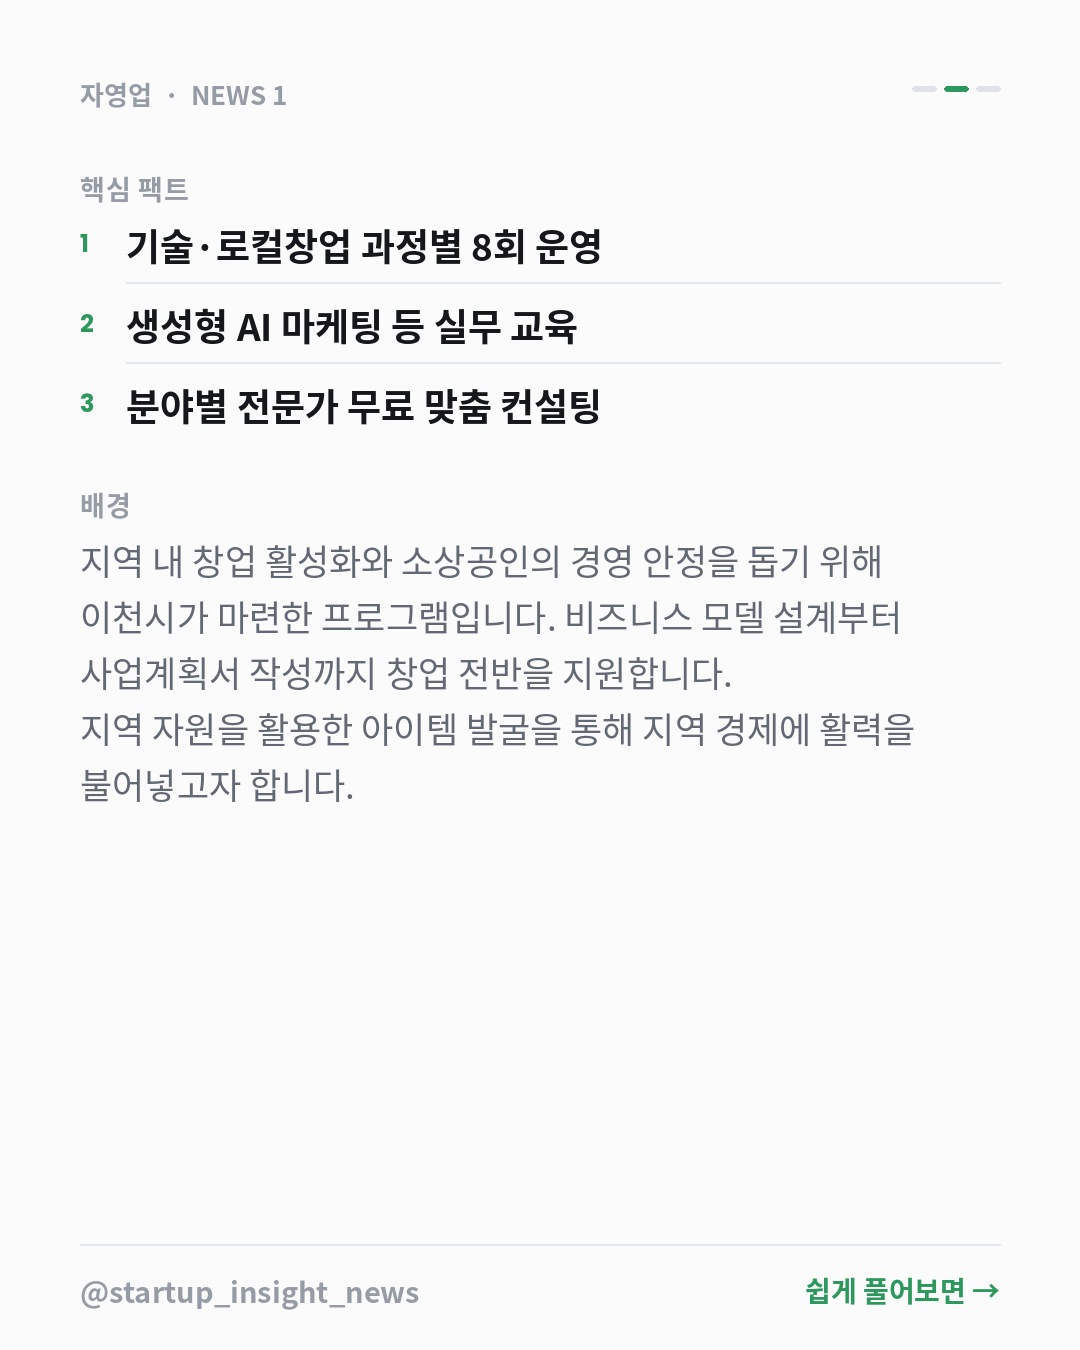 자영업 · NEWS 1
핵심 팩트
1 기술·로컬창업 과정별 8회 운영
2 생성형 AI 마케팅 등 실무 교육
3 분야별 전문가 무료 맞춤 컨설팅
배경
지역 내 창업 활성화와 소상공인의 경영 안정을 돕기 위해
이천시가 마련한 프로그램입니다. 비즈니스 모델 설계부터
사업계획서 작성까지 창업 전반을 지원합니다.
지역 자원을 활용한 아이템 발굴을 통해 지역 경제에 활력을
불어넣고자 합니다.
@startup_insight_news
쉽게 풀어보면 →